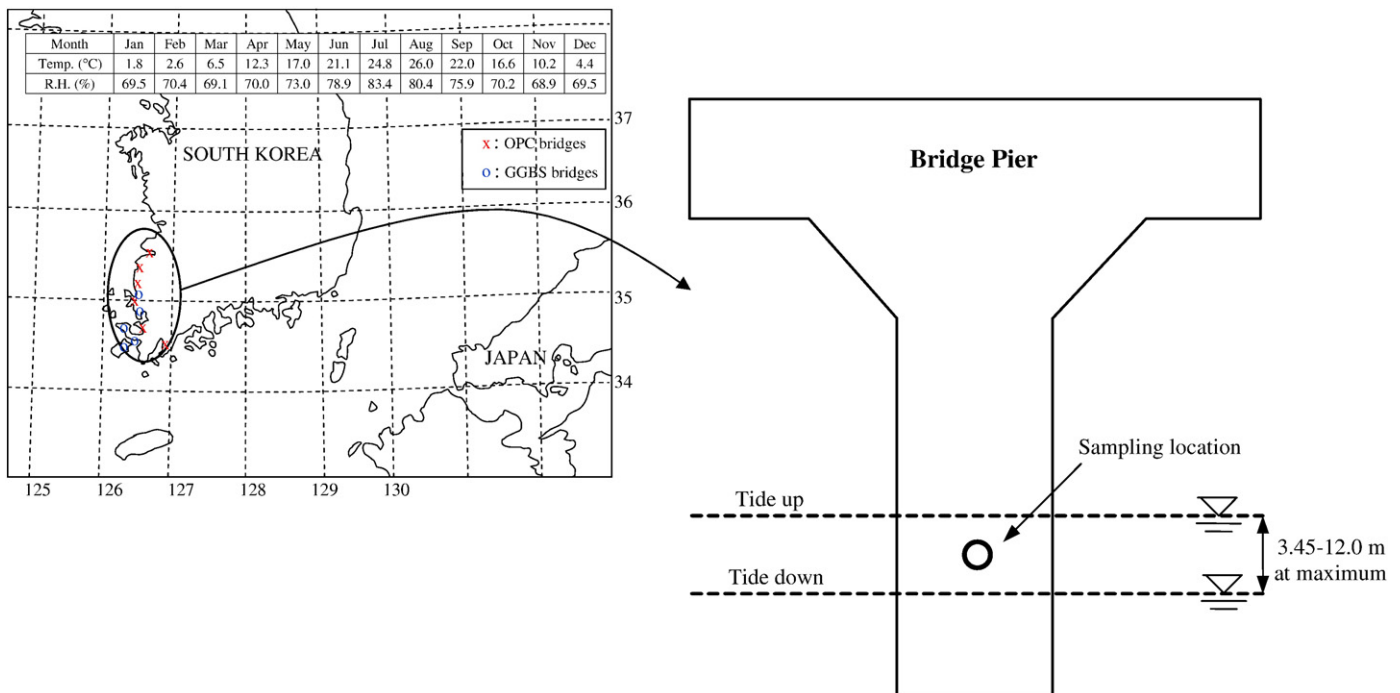 Month Jan Feb Mar Apr May Jun Jul Aug Sep Oct Nov Dec
Temp. (°C) 1.8 2.6 6.5 12.3 17.0 21.1 24.8 26.0 22.0 16.6 10.2 4.4
R.H. (%) 69.5 70.4 69.1 70.0 73.0 78.9 83.4 80.4 75.9 70.2 68.9 69.5
SOUTH KOREA
x : OPC bridges
o : GGBS bridges
JAPAN
37
36
35
34
125 126 127 128 129 130
Bridge Pier
Sampling location
Tide up
Tide down
3.45-12.0 m
at maximum